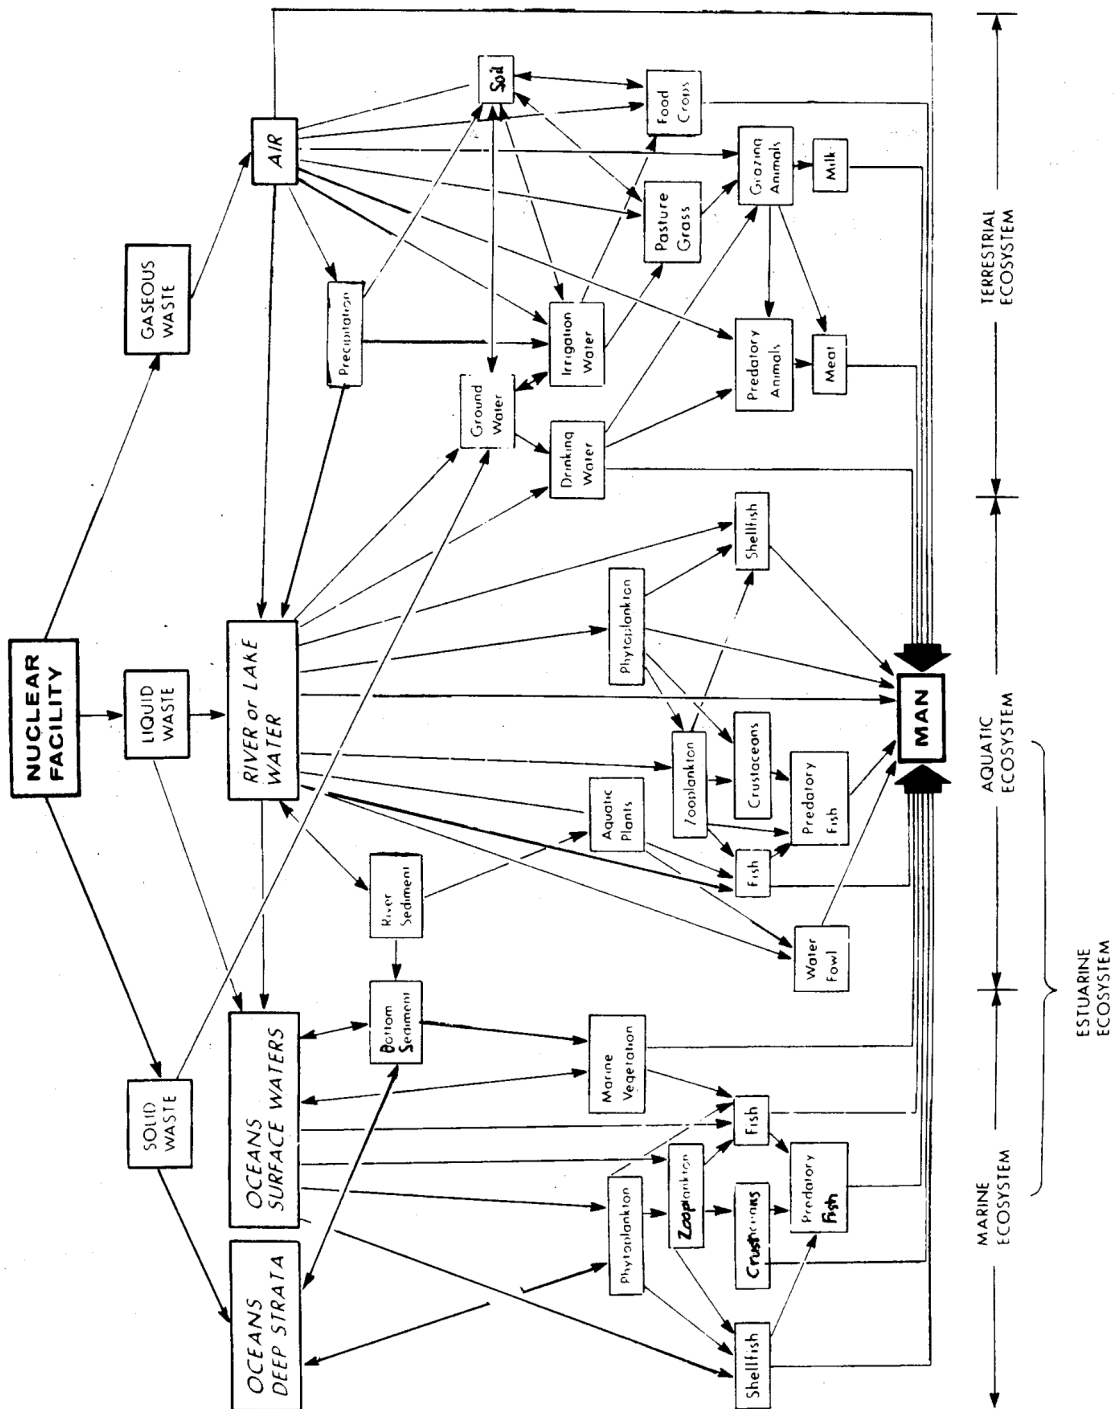 NUCLEAR
FACILITY
SOLID
WASTE
LIQUID
WASTE
GASEOUS
WASTE
OCEANS
DEEP STRATA
OCEANS
SURFACE WATERS
RIVER or LAKE
WATER
AIR
Precipitation
Bottom
Sediment
River
Sediment
Ground
Water
Soil
Drinking
Water
Irrigation
Water
Phytoplankton
Marine
Vegetation
Aquatic
Plants
Phytoplankton
Pasture
Grass
Food
Crops
Zooplankton
Zooplankton
Shellfish
Crustaceans
Fish
Fish
Crustaceans
Shellfish
Predatory
Animals
Grazing
Animals
Predatory
Fish
Water
Fowl
Predatory
Fish
Meat
Milk
MAN
MARINE
ECOSYSTEM
AQUATIC
ECOSYSTEM
TERRESTRIAL
ECOSYSTEM
ESTUARINE
ECOSYSTEM